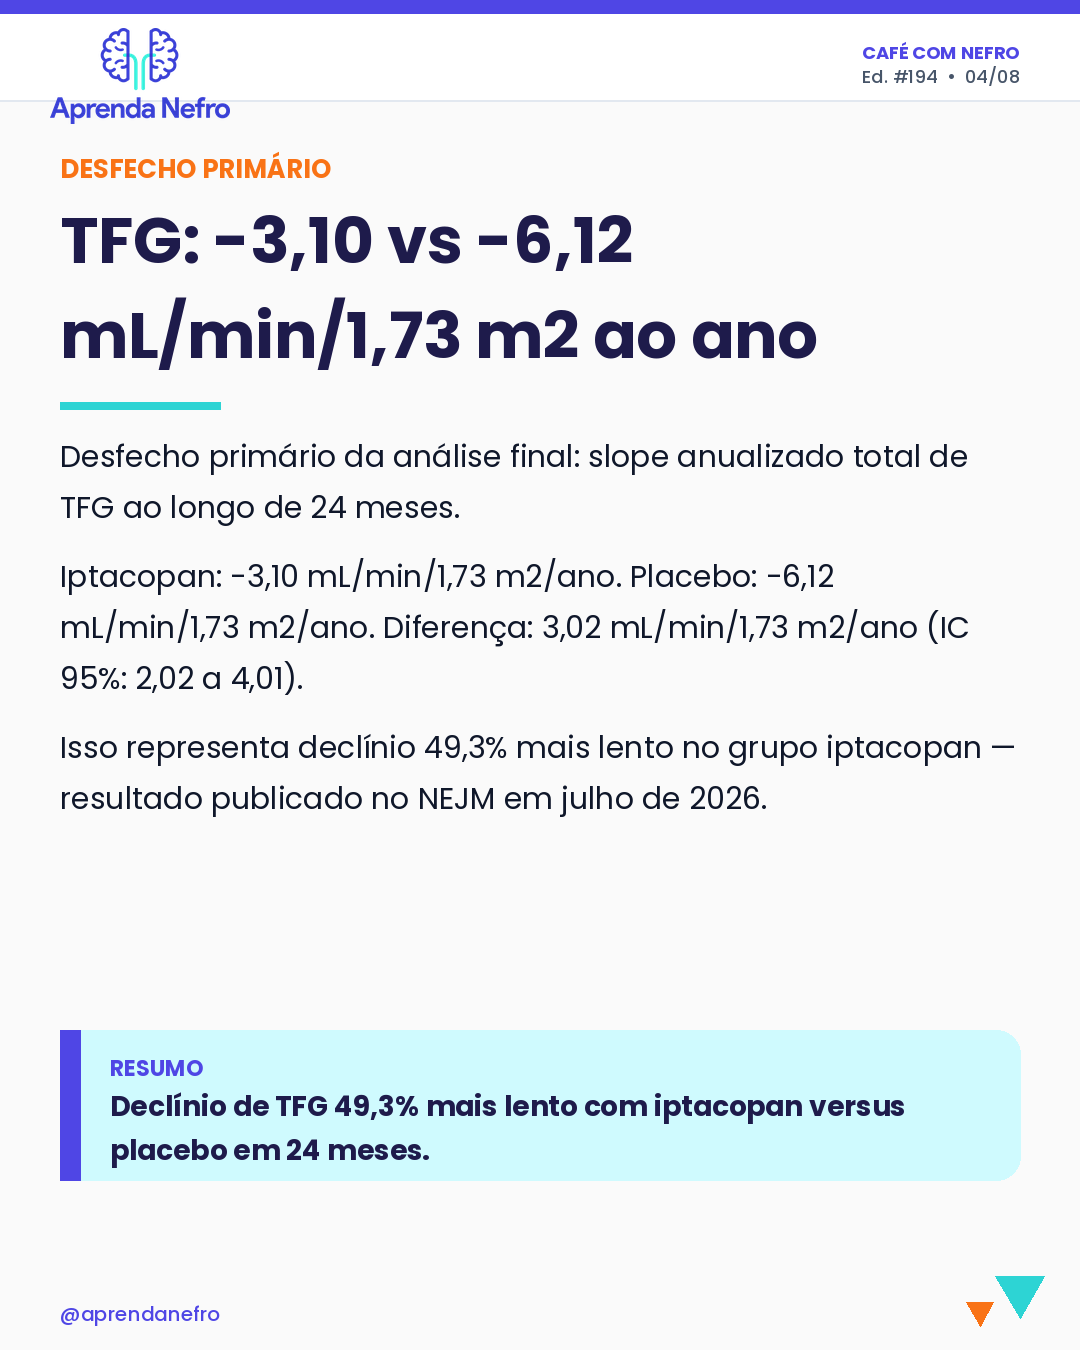 Aprenda Nefro
CAFÉ COM NEFRO
Ed. #194 • 04/08
DESFECHO PRIMÁRIO
TFG: -3,10 vs -6,12
mL/min/1,73 m2 ao ano
Desfecho primário da análise final: slope anualizado total de
TFG ao longo de 24 meses.
Iptacopan: -3,10 mL/min/1,73 m2/ano. Placebo: -6,12
mL/min/1,73 m2/ano. Diferença: 3,02 mL/min/1,73 m2/ano (IC
95%: 2,02 a 4,01).
Isso representa declínio 49,3% mais lento no grupo iptacopan —
resultado publicado no NEJM em julho de 2026.
RESUMO
Declínio de TFG 49,3% mais lento com iptacopan versus
placebo em 24 meses.
@aprendanefro